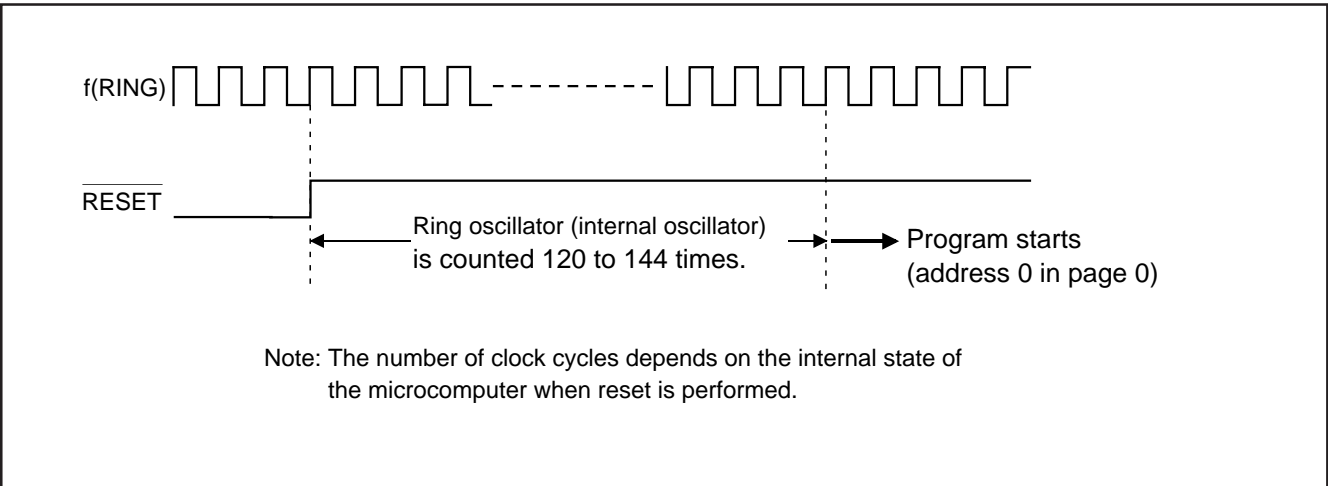 f(RING)
RESET
Ring oscillator (internal oscillator)
is counted 120 to 144 times.
Program starts
(address 0 in page 0)
Note: The number of clock cycles depends on the internal state of
the microcomputer when reset is performed.